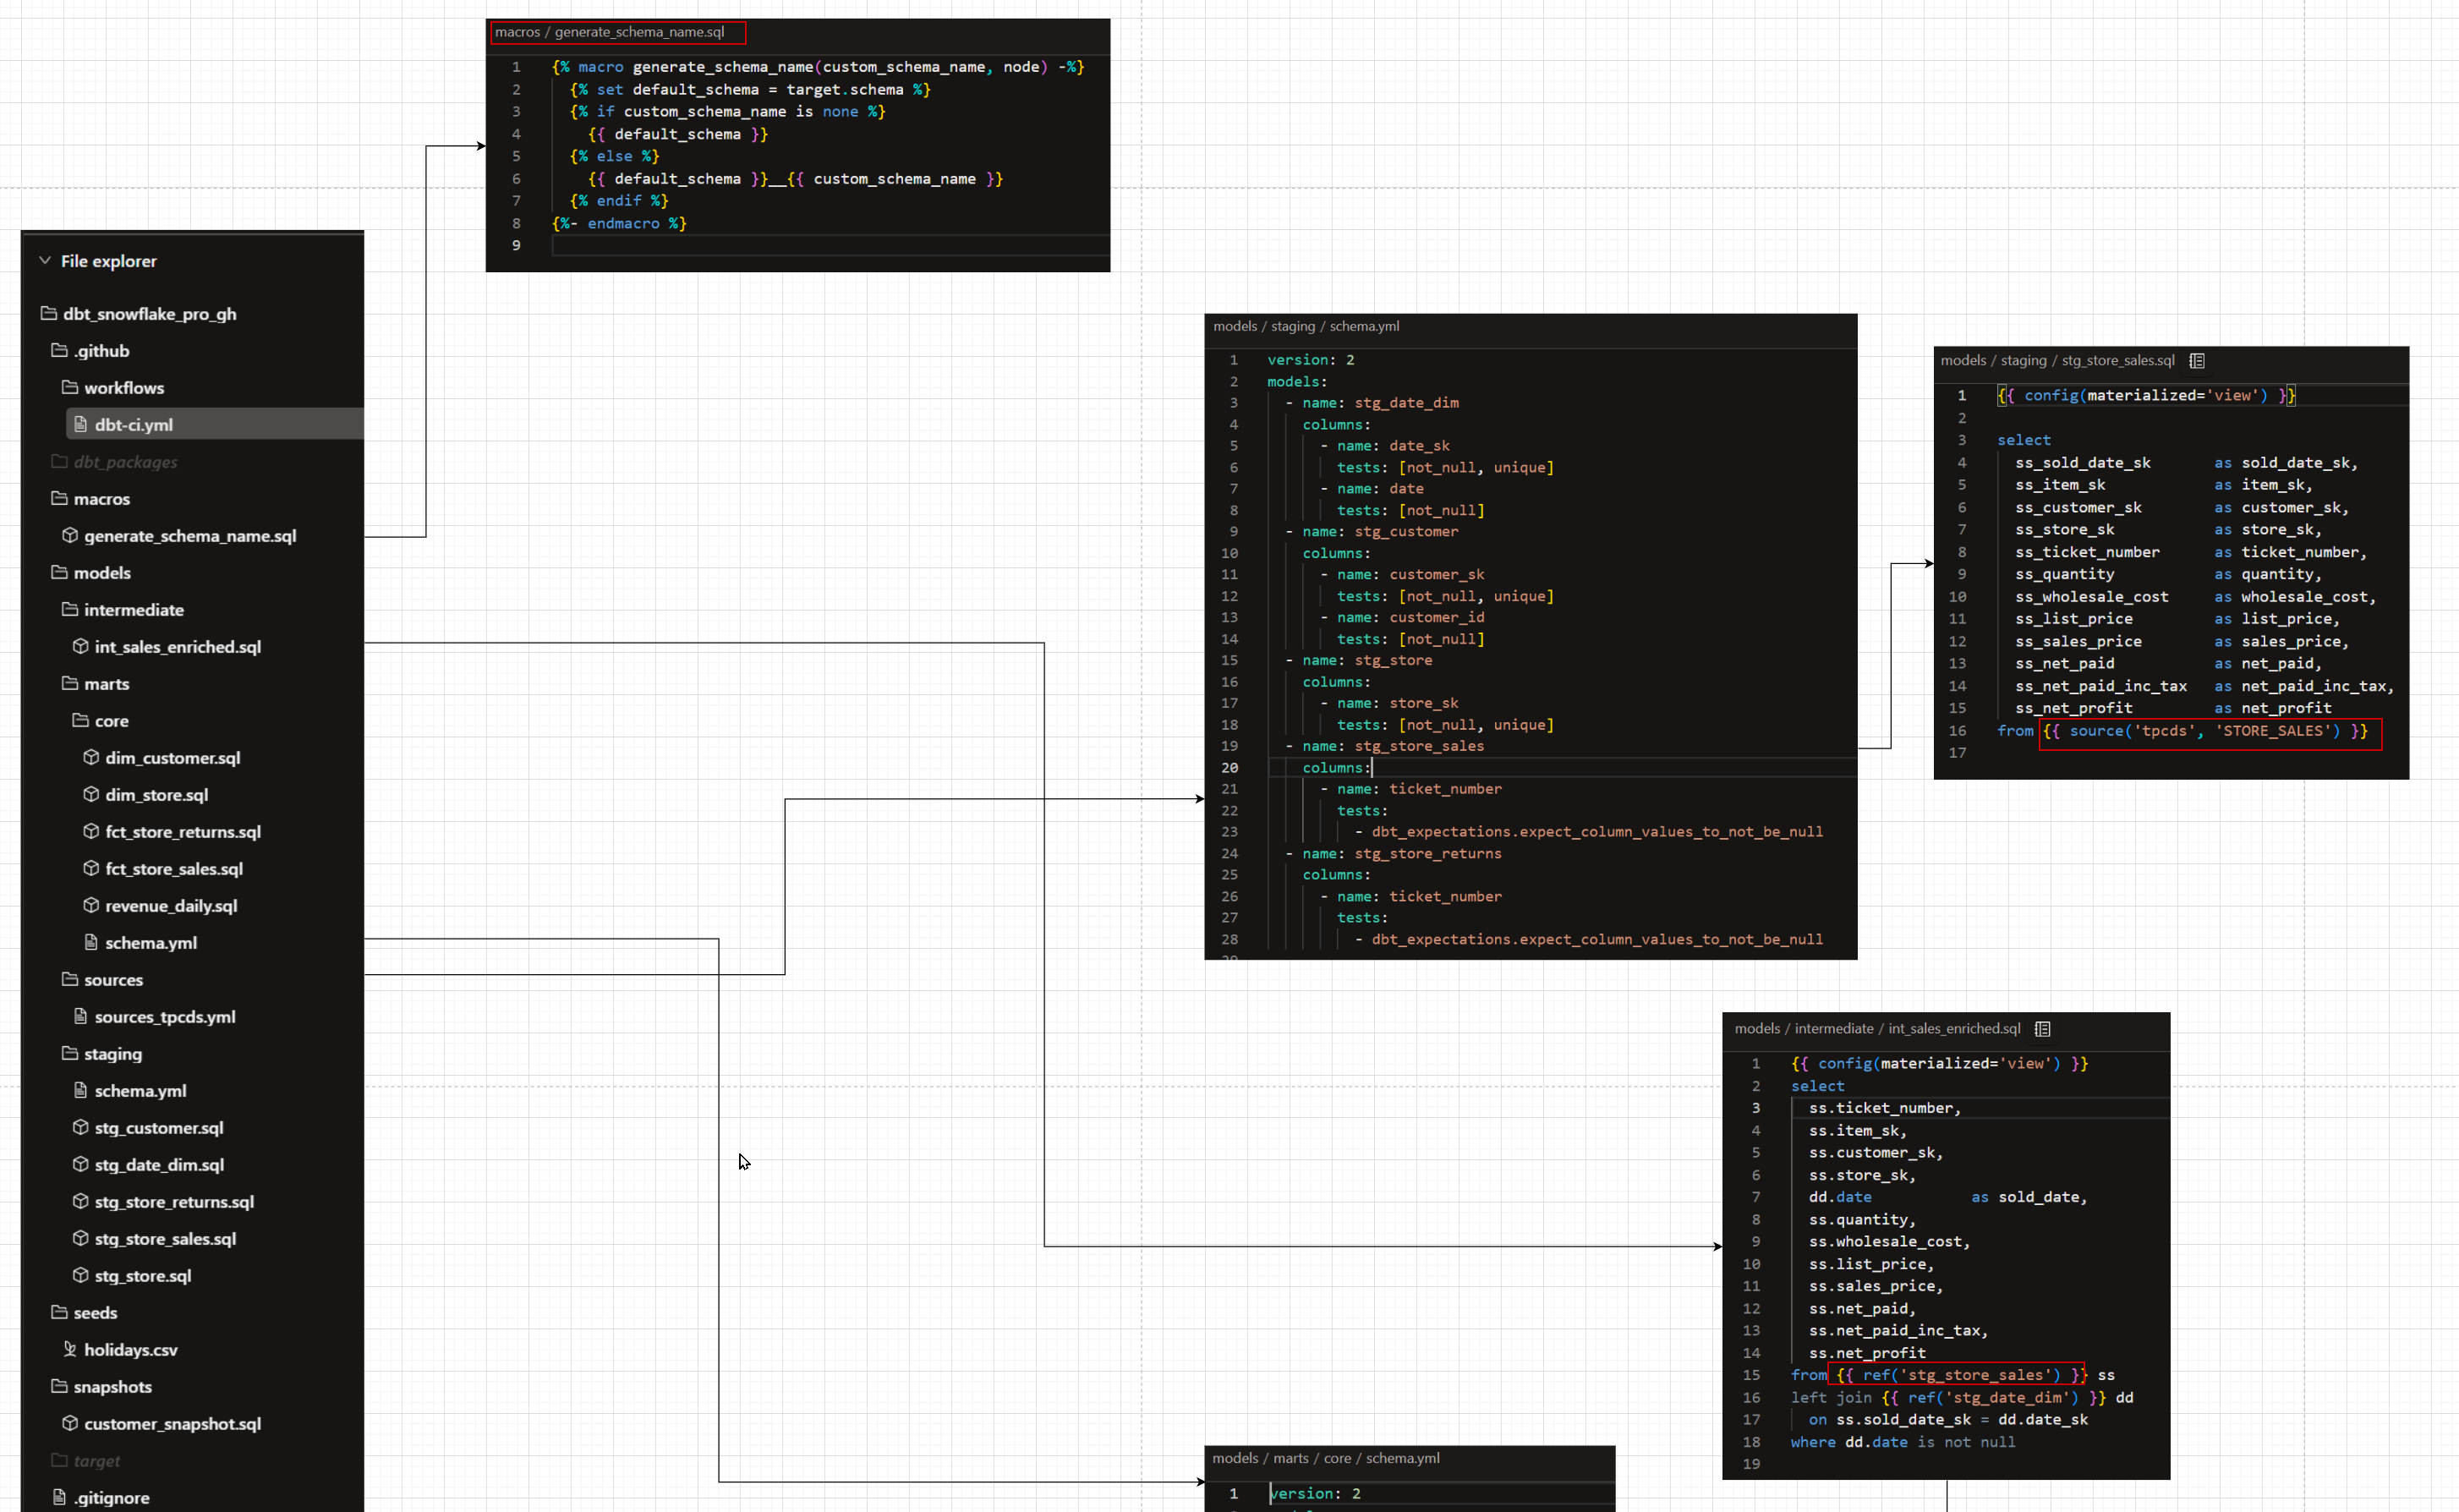 macros / generate_schema_name.sql
1 {% macro generate_schema_name(custom_schema_name, node) -%}
2 {% set default_schema = target.schema %}
3 {% if custom_schema_name is none %}
4 {{ default_schema }}
5 {% else %}
6 {{ default_schema }}__{{ custom_schema_name }}
7 {% endif %}
8 {%- endmacro %}
9
File explorer
dbt_snowflake_pro_gh
.github
workflows
dbt-ci.yml
dbt_packages
macros
generate_schema_name.sql
models
intermediate
int_sales_enriched.sql
marts
core
dim_customer.sql
dim_store.sql
fct_store_returns.sql
fct_store_sales.sql
revenue_daily.sql
schema.yml
sources
sources_tpcds.yml
staging
schema.yml
stg_customer.sql
stg_date_dim.sql
stg_store_returns.sql
stg_store_sales.sql
stg_store.sql
seeds
holidays.csv
snapshots
customer_snapshot.sql
target
.gitignore
models / staging / schema.yml
1 version: 2
2 models:
3 - name: stg_date_dim
4 columns:
5 - name: date_sk
6 tests: [not_null, unique]
7 - name: date
8 tests: [not_null]
9 - name: stg_customer
10 columns:
11 - name: customer_sk
12 tests: [not_null, unique]
13 - name: customer_id
14 tests: [not_null]
15 - name: stg_store
16 columns:
17 - name: store_sk
18 tests: [not_null, unique]
19 - name: stg_store_sales
20 columns:
21 - name: ticket_number
22 tests:
23 - dbt_expectations.expect_column_values_to_not_be_null
24 - name: stg_store_returns
25 columns:
26 - name: ticket_number
27 tests:
28 - dbt_expectations.expect_column_values_to_not_be_null
models / staging / stg_store_sales.sql
1 {{ config(materialized='view') }}
2
3 select
4 ss_sold_date_sk as sold_date_sk,
5 ss_item_sk as item_sk,
6 ss_customer_sk as customer_sk,
7 ss_store_sk as store_sk,
8 ss_ticket_number as ticket_number,
9 ss_quantity as quantity,
10 ss_wholesale_cost as wholesale_cost,
11 ss_list_price as list_price,
12 ss_sales_price as sales_price,
13 ss_net_paid as net_paid,
14 ss_net_paid_inc_tax as net_paid_inc_tax,
15 ss_net_profit as net_profit
16 from {{ source('tpcds', 'STORE_SALES') }}
17
models / intermediate / int_sales_enriched.sql
1 {{ config(materialized='view') }}
2 select
3 ss.ticket_number,
4 ss.item_sk,
5 ss.customer_sk,
6 ss.store_sk,
7 dd.date as sold_date,
8 ss.quantity,
9 ss.wholesale_cost,
10 ss.list_price,
11 ss.sales_price,
12 ss.net_paid,
13 ss.net_paid_inc_tax,
14 ss.net_profit
15 from {{ ref('stg_store_sales') }} ss
16 left join {{ ref('stg_date_dim') }} dd
17 on ss.sold_date_sk = dd.date_sk
18 where dd.date is not null
19
models / marts / core / schema.yml
1 version: 2